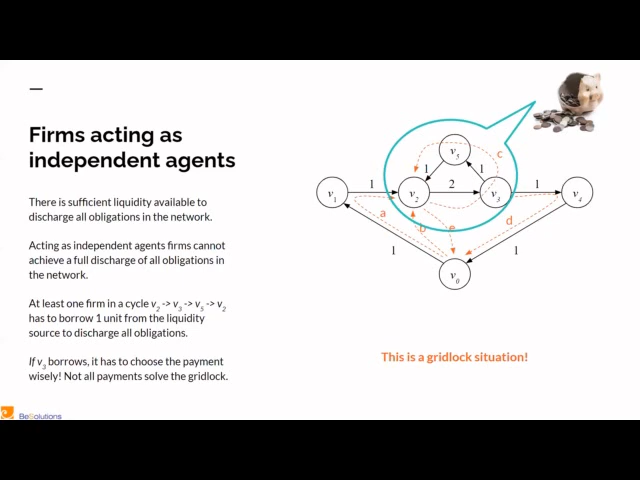 Firms acting as
independent agents
There is sufficient liquidity available to
discharge all obligations in the network.
Acting as independent agents firms cannot
achieve a full discharge of all obligations in
the network.
At least one firm in a cycle v2 -> v3 -> v5 -> v2
has to borrow 1 unit from the liquidity
source to discharge all obligations.
If v3 borrows, it has to choose the payment
wisely! Not all payments solve the gridlock.
v5
c
1
1
1
2
1
v1
v2
v3
v4
a
b
e
d
1
1
v0
This is a gridlock situation!
BeSolutions